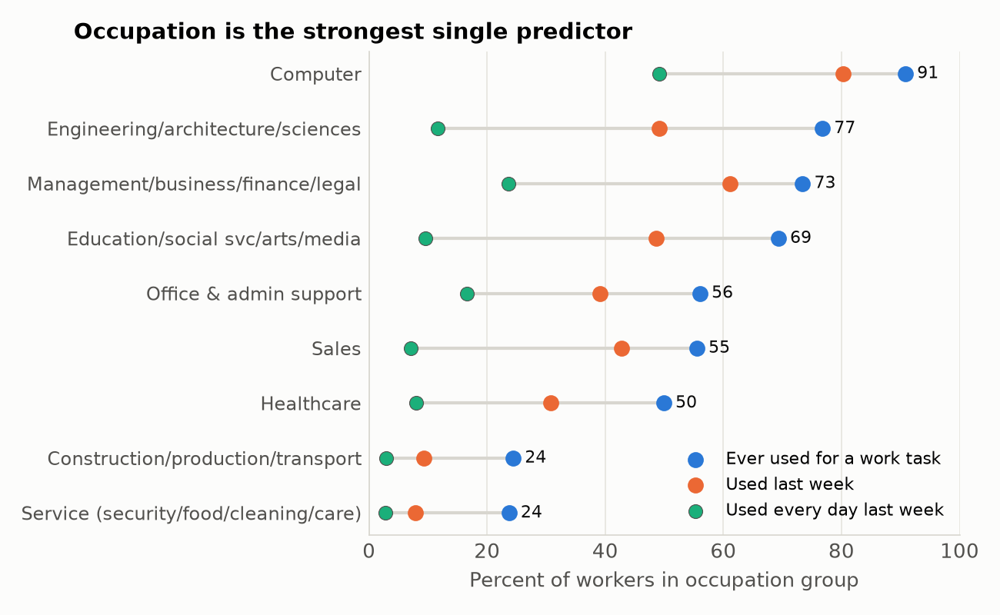 Occupation is the strongest single predictor
Computer
91
Engineering/architecture/sciences
77
Management/business/finance/legal
73
Education/social svc/arts/media
69
Office & admin support
56
Sales
55
Healthcare
50
Construction/production/transport
24
Service (security/food/cleaning/care)
24
Ever used for a work task
Used last week
Used every day last week
0 20 40 60 80 100
Percent of workers in occupation group